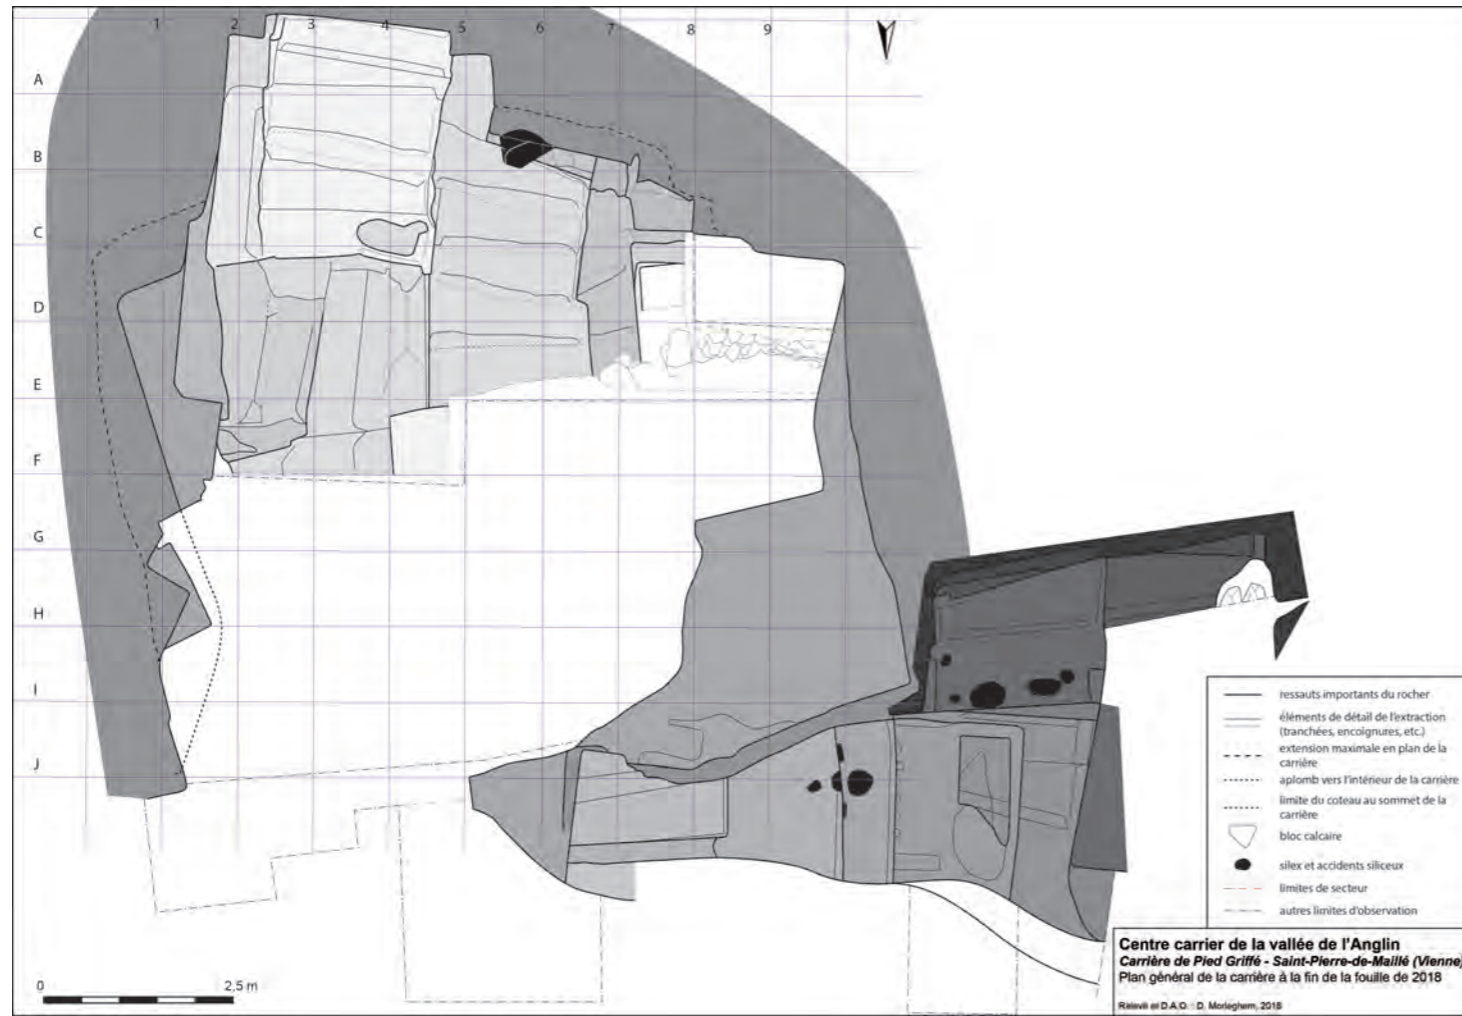 1 2 3 4 5 6 7 8 9
A
B
C
D
E
F
G
H
I
J
ressauts importants du rocher
éléments de détail de l'extraction
(tranchées, encoignures, etc.)
extension maximale en plan de la
carrière
aplomb vers l'intérieur de la carrière
limite du coteau au sommet de la
carrière
bloc calcaire
silex et accidents siliceux
limites de secteur
autres limites d'observation
0 2,5 m
Centre carrier de la vallée de l'Anglin
Carrière de Pied Griffé - Saint-Pierre-de-Maillé (Vienne)
Plan général de la carrière à la fin de la fouille de 2018
Relevé et D.A.O. : D. Morleghem, 2018